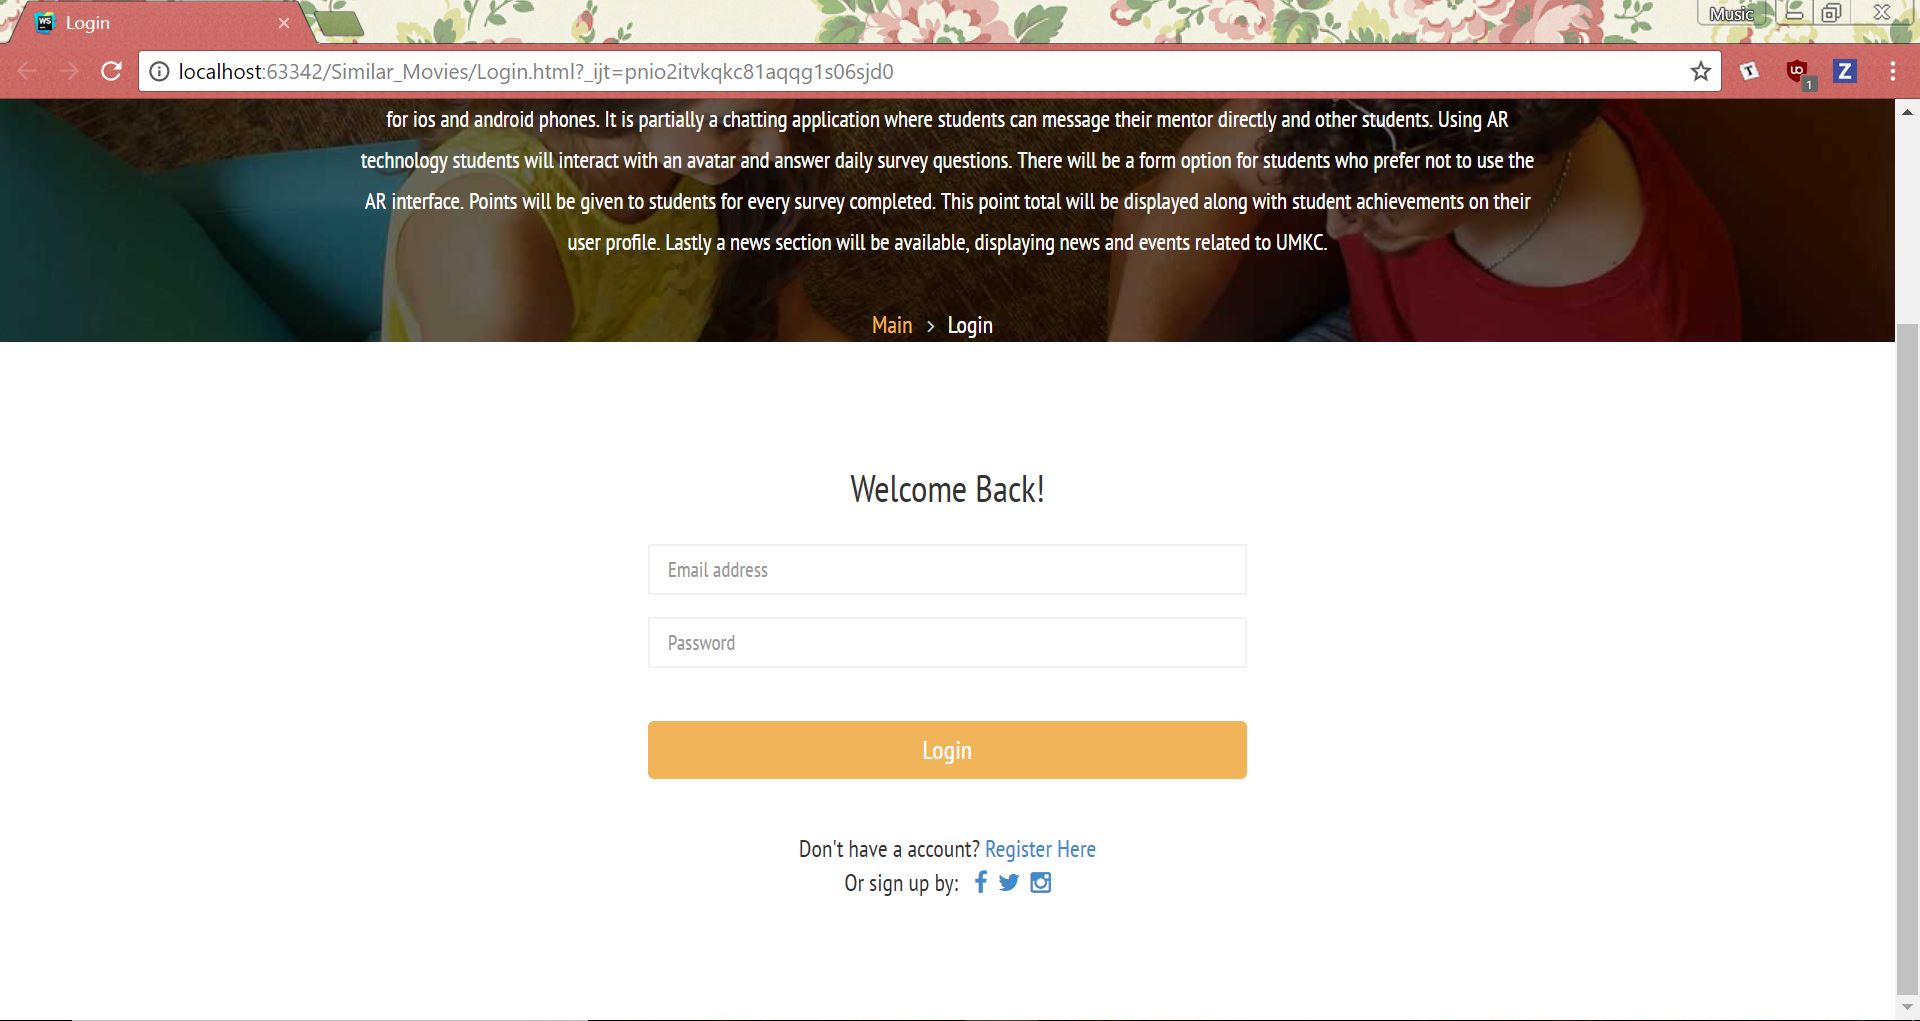 Login
Music
localhost:63342/Similar_Movies/Login.html?_ijt=pnio2itvkqkc81aqqg1s06sjd0
1
Z
for ios and android phones. It is partially a chatting application where students can message their mentor directly and other students. Using AR
technology students will interact with an avatar and answer daily survey questions. There will be a form option for students who prefer not to use the
AR interface. Points will be given to students for every survey completed. This point total will be displayed along with student achievements on their
user profile. Lastly a news section will be available, displaying news and events related to UMKC.
Main > Login
Welcome Back!
Email address
Password
Login
Don't have a account? Register Here
Or sign up by: